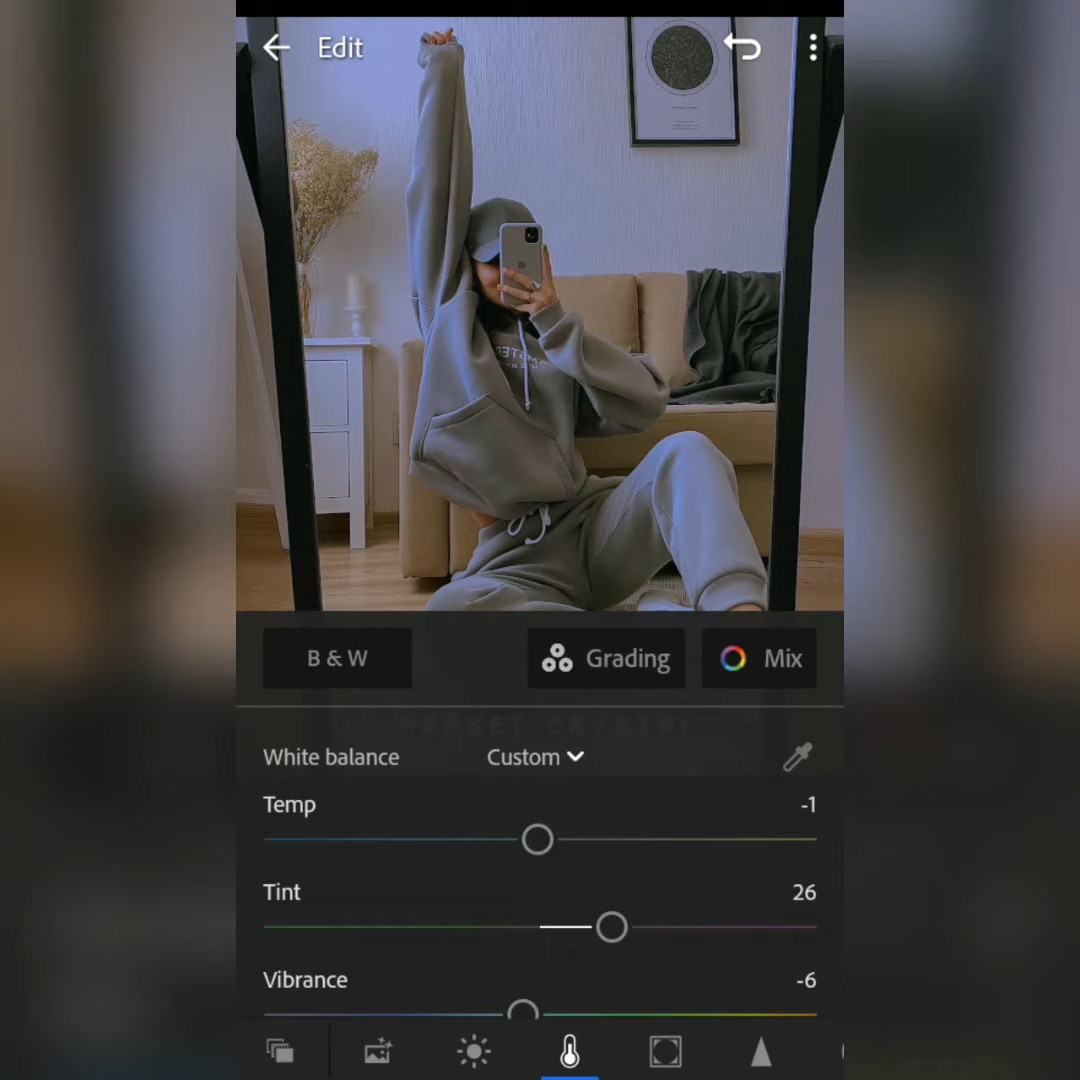 Edit
B & W
Grading
Mix
White balance
Custom
Temp
-1
Tint
26
Vibrance
-6